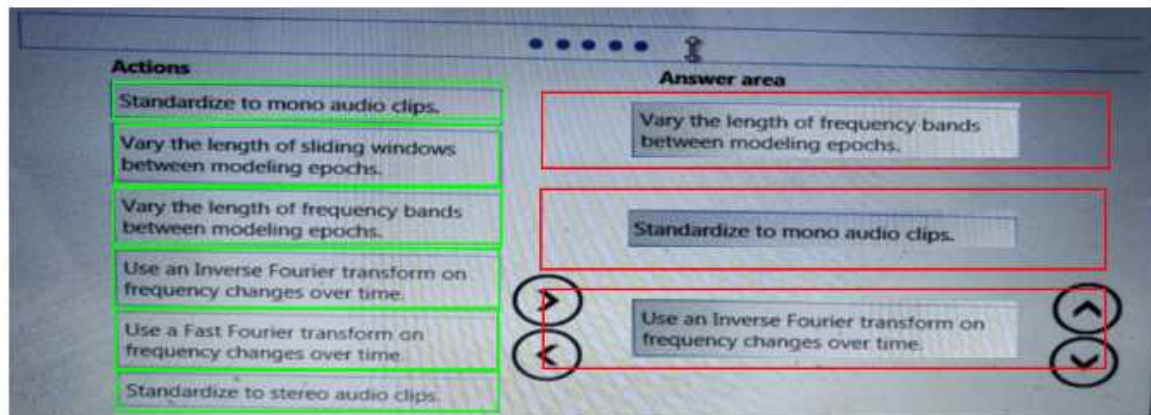 Actions
Standardize to mono audio clips.
Vary the length of sliding windows
between modeling epochs.
Vary the length of frequency bands
between modeling epochs.
Use an Inverse Fourier transform on
frequency changes over time.
Use a Fast Fourier transform on
frequency changes over time.
Standardize to stereo audio clips.
Answer area
Vary the length of frequency bands
between modeling epochs.
Standardize to mono audio clips.
Use an Inverse Fourier transform on
frequency changes over time.